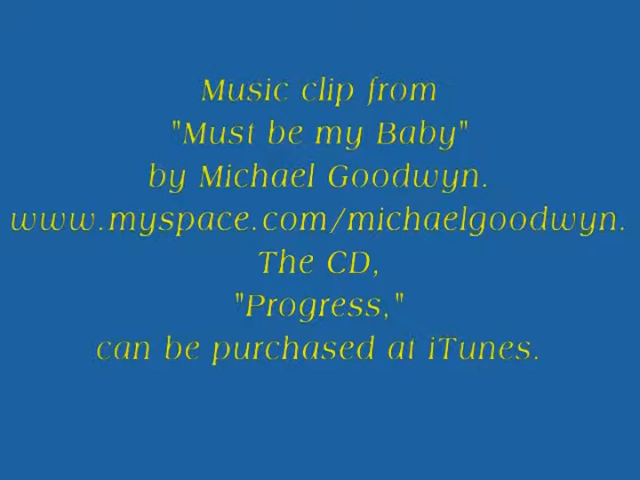 Music clip from
"Must be my Baby"
by Michael Goodwyn.
www.myspace.com/michaelgoodwyn.
The CD,
"Progress,"
can be purchased at iTunes.